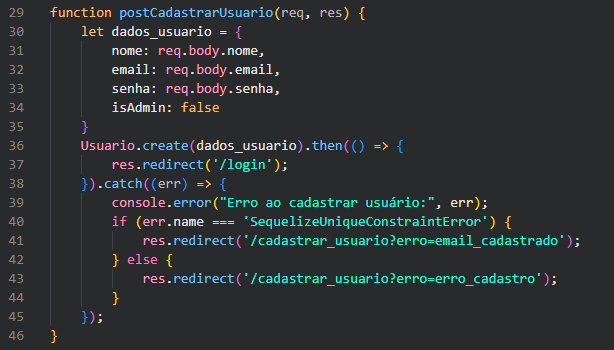 29 function postCadastrarUsuario(req, res) {
30     let dados_usuario = {
31         nome: req.body.nome,
32         email: req.body.email,
33         senha: req.body.senha,
34         isAdmin: false
35     }
36     Usuario.create(dados_usuario).then(() => {
37         res.redirect('/login');
38     }).catch((err) => {
39         console.error("Erro ao cadastrar usuário:", err);
40         if (err.name === 'SequelizeUniqueConstraintError') {
41             res.redirect('/cadastrar_usuario?erro=email_cadastrado');
42         } else {
43             res.redirect('/cadastrar_usuario?erro=erro_cadastro');
44         }
45     });
46 }